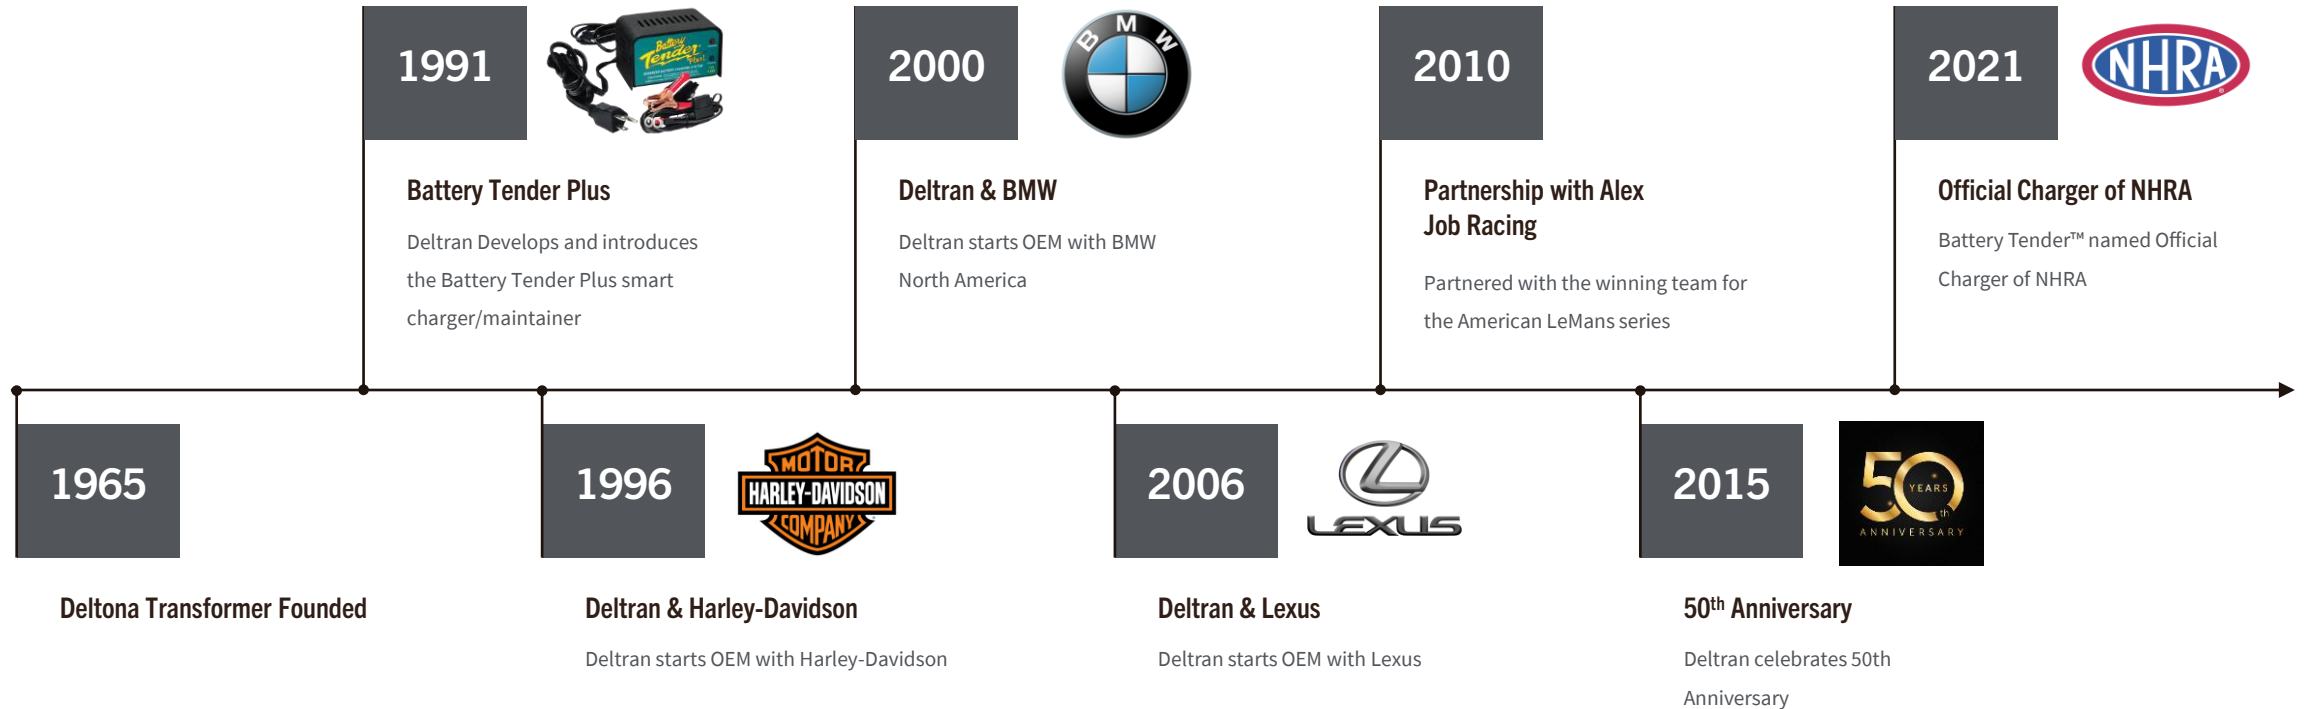 1991
Battery
Tender
Plus
Battery Tender Plus
Deltran Develops and introduces
the Battery Tender Plus smart
charger/maintainer
2000
BMW
Deltran & BMW
Deltran starts OEM with BMW
North America
2010
Partnership with Alex
Job Racing
Partnered with the winning team for
the American LeMans series
2021
NHRA
Official Charger of NHRA
Battery Tender™ named Official
Charger of NHRA
1965
Deltona Transformer Founded
1996
MOTOR
HARLEY-DAVIDSON
COMPANY
Deltran & Harley-Davidson
Deltran starts OEM with Harley-Davidson
2006
LEXUS
Deltran & Lexus
Deltran starts OEM with Lexus
2015
50th
YEARS
ANNIVERSARY
50th Anniversary
Deltran celebrates 50th
Anniversary